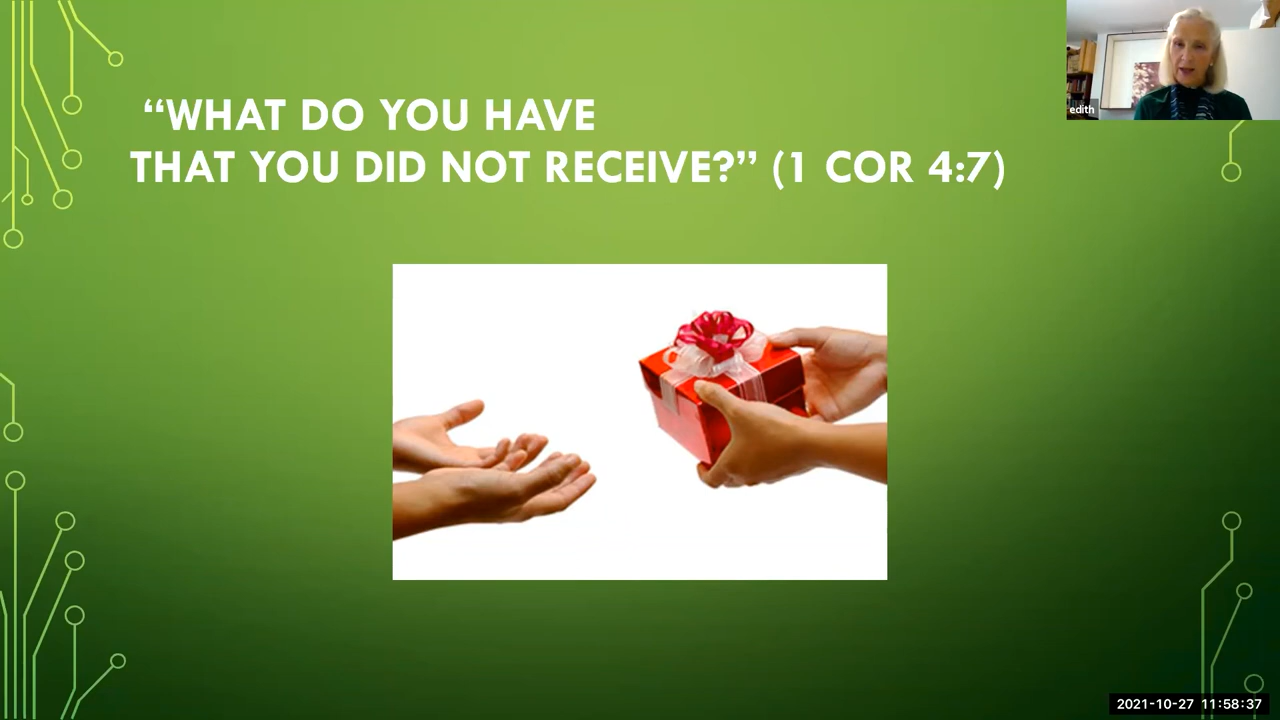 “WHAT DO YOU HAVE
THAT YOU DID NOT RECEIVE?” (1 COR 4:7)
edith
2021-10-27 11:58:37